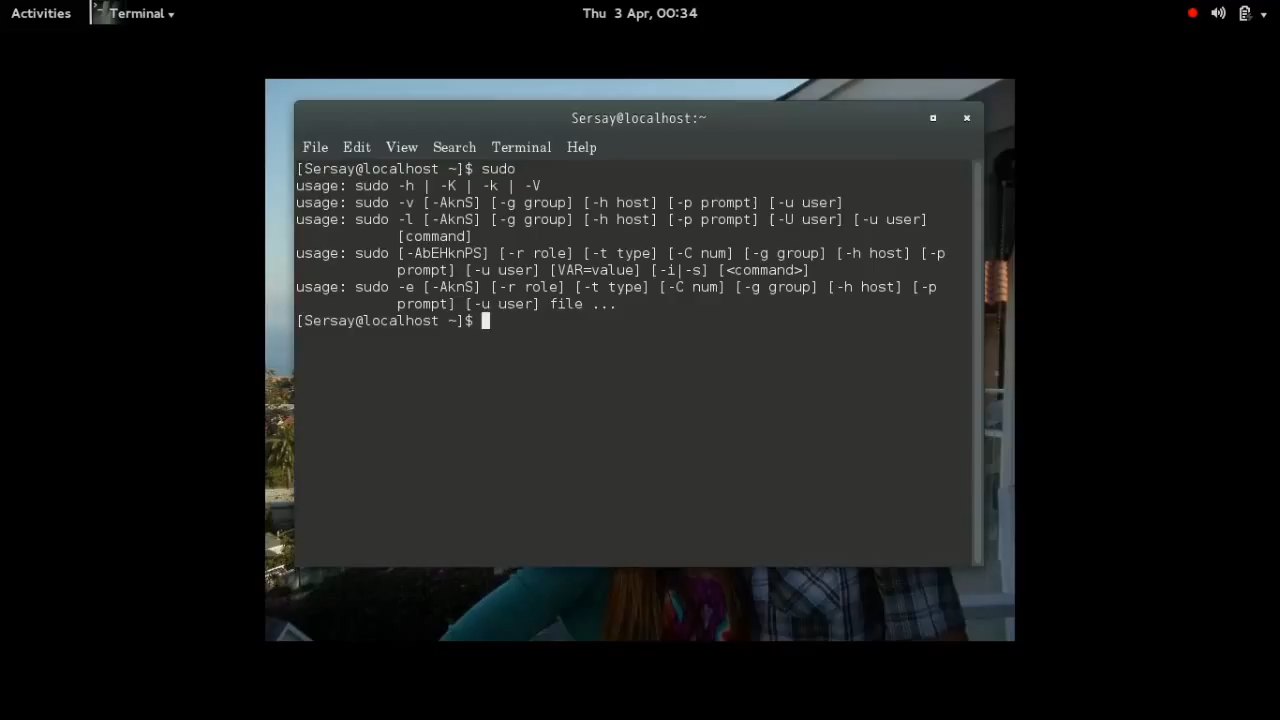 Activities Terminal Thu 3 Apr, 00:34
Sersay@localhost:~
File Edit View Search Terminal Help
[Sersay@localhost ~]$ sudo
usage: sudo -h | -K | -k | -V
usage: sudo -v [-AknS] [-g group] [-h host] [-p prompt] [-u user]
usage: sudo -l [-AknS] [-g group] [-h host] [-p prompt] [-U user] [-u user]
[command]
usage: sudo [-AbEHknPS] [-r role] [-t type] [-C num] [-g group] [-h host] [-p
prompt] [-u user] [VAR=value] [-i|-s] [<command>]
usage: sudo -e [-AknS] [-r role] [-t type] [-C num] [-g group] [-h host] [-p
prompt] [-u user] file ...
[Sersay@localhost ~]$